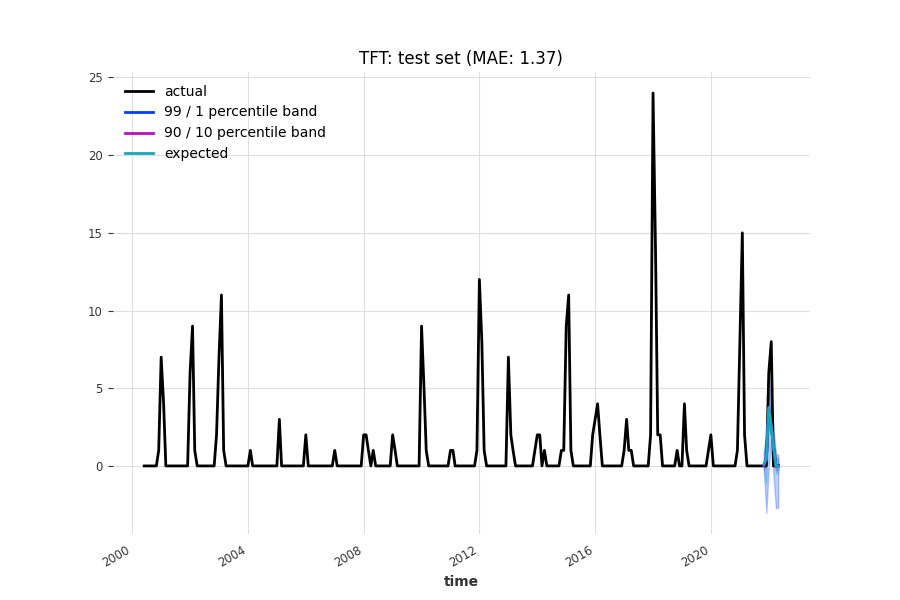 TFT: test set (MAE: 1.37)
25
20
15
10
5
0
actual
99 / 1 percentile band
90 / 10 percentile band
expected
2000
2004
2008
2012
2016
2020
time